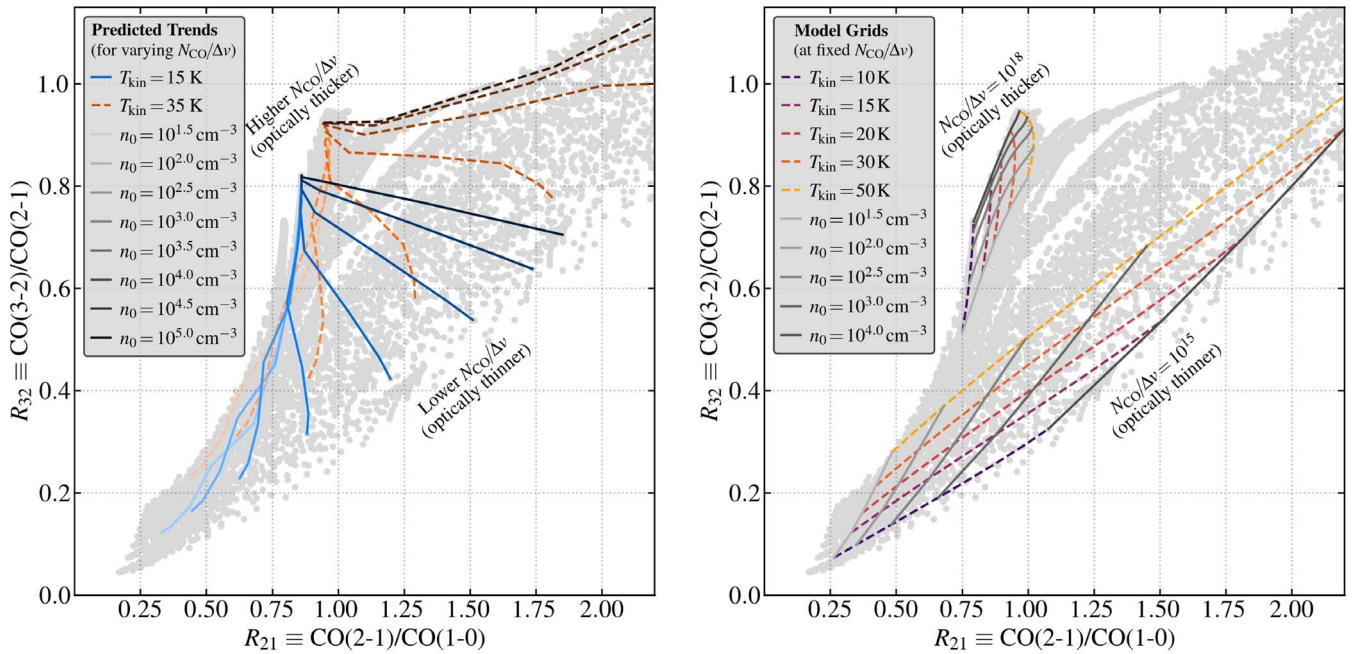 Predicted Trends
(for varying N_CO/Δv)
T_kin = 15 K
T_kin = 35 K
n_0 = 10^1.5 cm^−3
n_0 = 10^2.0 cm^−3
n_0 = 10^2.5 cm^−3
n_0 = 10^3.0 cm^−3
n_0 = 10^3.5 cm^−3
n_0 = 10^4.0 cm^−3
n_0 = 10^4.5 cm^−3
n_0 = 10^5.0 cm^−3
Higher N_CO/Δv
(optically thicker)
Lower N_CO/Δv
(optically thinner)
R_32 ≡ CO(3-2)/CO(2-1)
1.0
0.8
0.6
0.4
0.2
0.0
0.25 0.50 0.75 1.00 1.25 1.50 1.75 2.00
R_21 ≡ CO(2-1)/CO(1-0)
Model Grids
(at fixed N_CO/Δv)
T_kin = 10 K
T_kin = 15 K
T_kin = 20 K
T_kin = 30 K
T_kin = 50 K
n_0 = 10^1.5 cm^−3
n_0 = 10^2.0 cm^−3
n_0 = 10^2.5 cm^−3
n_0 = 10^3.0 cm^−3
n_0 = 10^4.0 cm^−3
N_CO/Δv = 10^18
(optically thicker)
N_CO/Δv = 10^15
(optically thinner)
R_32 ≡ CO(3-2)/CO(2-1)
1.0
0.8
0.6
0.4
0.2
0.0
0.25 0.50 0.75 1.00 1.25 1.50 1.75 2.00
R_21 ≡ CO(2-1)/CO(1-0)